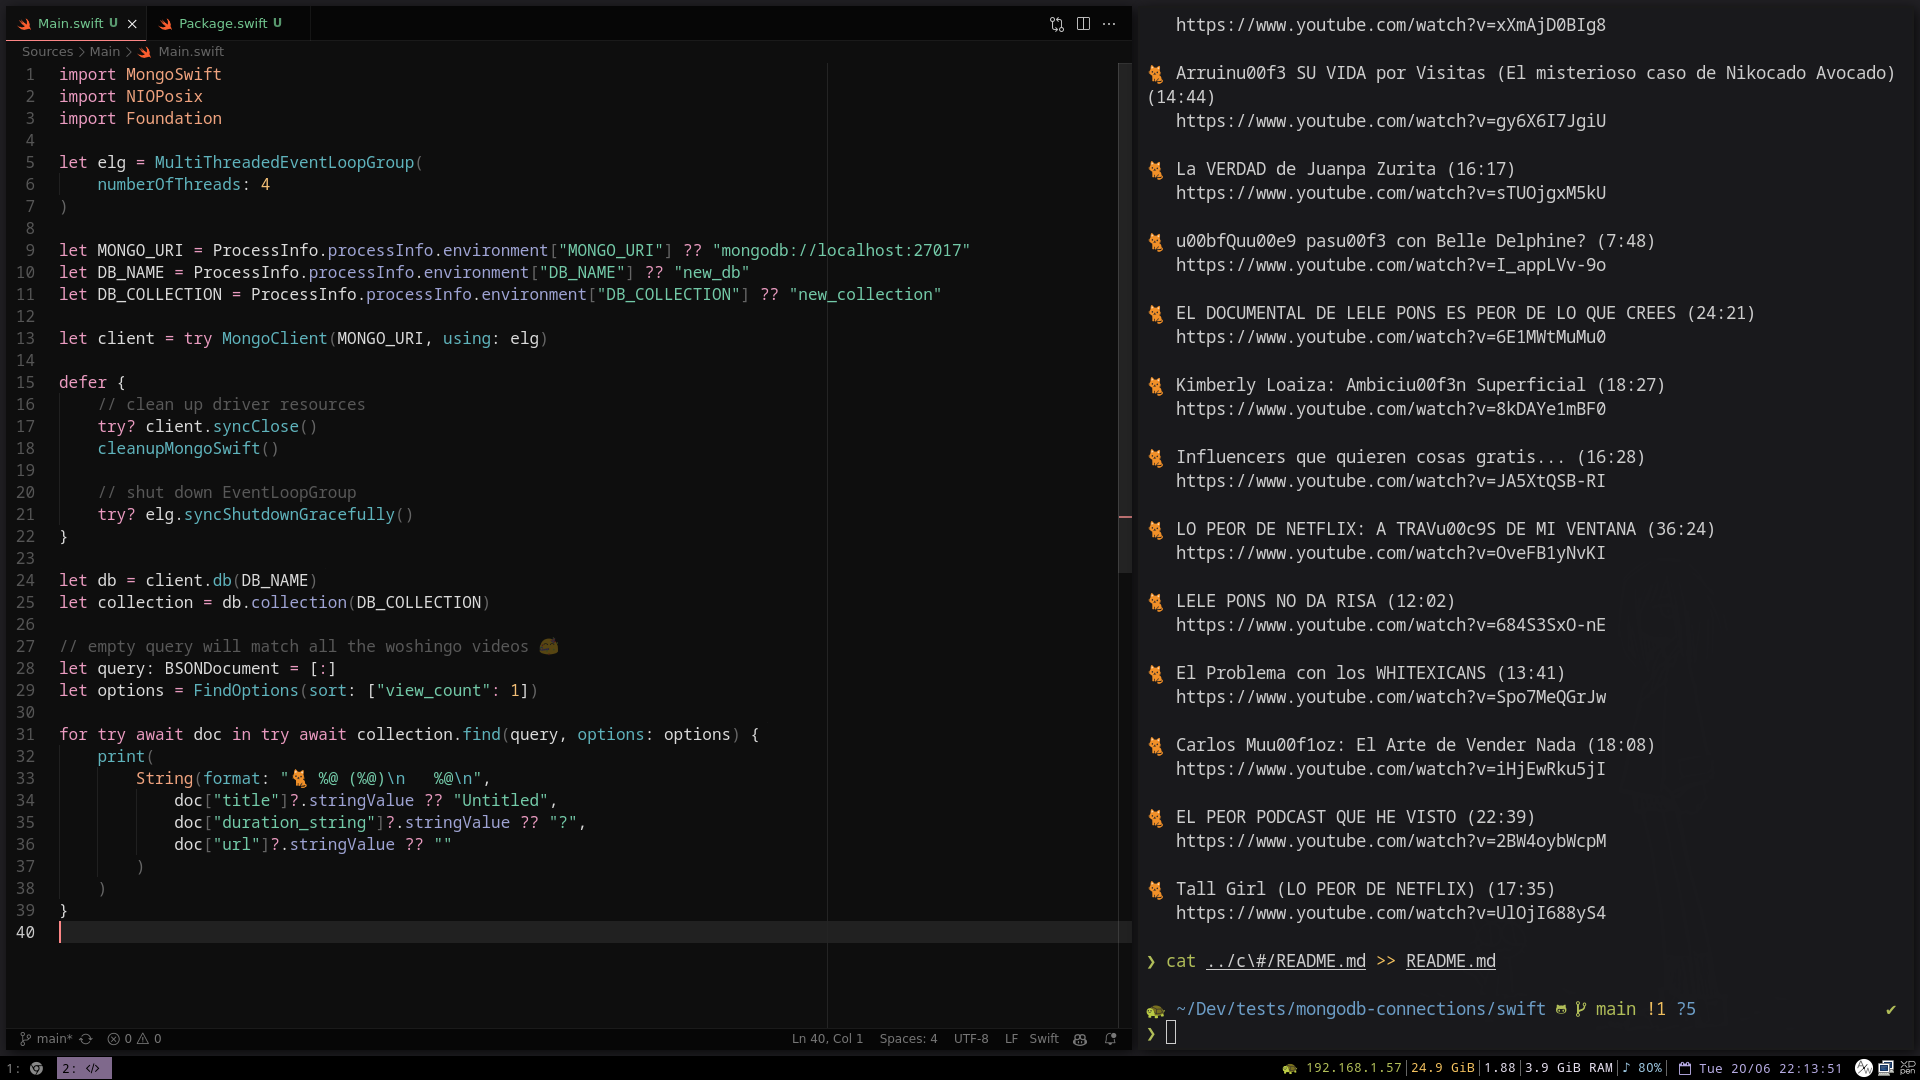 Main.swift U
Package.swift U
Sources > Main > Main.swift
1 import MongoSwift
2 import NIOPosix
3 import Foundation
4
5 let elg = MultiThreadedEventLoopGroup(
6     numberOfThreads: 4
7 )
8
9 let MONGO_URI = ProcessInfo.processInfo.environment["MONGO_URI"] ?? "mongodb://localhost:27017"
10 let DB_NAME = ProcessInfo.processInfo.environment["DB_NAME"] ?? "new_db"
11 let DB_COLLECTION = ProcessInfo.processInfo.environment["DB_COLLECTION"] ?? "new_collection"
12
13 let client = try MongoClient(MONGO_URI, using: elg)
14
15 defer {
16     // clean up driver resources
17     try? client.syncClose()
18     cleanupMongoSwift()
19
20     // shut down EventLoopGroup
21     try? elg.syncShutdownGracefully()
22 }
23
24 let db = client.db(DB_NAME)
25 let collection = db.collection(DB_COLLECTION)
26
27 // empty query will match all the woshingo videos
28 let query: BSONDocument = [:]
29 let options = FindOptions(sort: ["view_count": 1])
30
31 for try await doc in try await collection.find(query, options: options) {
32     print(
33         String(format: "🐈 %@ (%@)\n   %@\n",
34             doc["title"]?.stringValue ?? "Untitled",
35             doc["duration_string"]?.stringValue ?? "?",
36             doc["url"]?.stringValue ?? ""
37         )
38     )
39 }
40
main* 0 0
Ln 40, Col 1 Spaces: 4 UTF-8 LF Swift
https://www.youtube.com/watch?v=xXmAjD0BIg8
🐈 Arruinu00f3 SU VIDA por Visitas (El misterioso caso de Nikocado Avocado)
(14:44)
https://www.youtube.com/watch?v=gy6X6I7JgiU
🐈 La VERDAD de Juanpa Zurita (16:17)
https://www.youtube.com/watch?v=sTUOjgxM5kU
🐈 u00bfQuu00e9 pasu00f3 con Belle Delphine? (7:48)
https://www.youtube.com/watch?v=I_appLVv-9o
🐈 EL DOCUMENTAL DE LELE PONS ES PEOR DE LO QUE CREES (24:21)
https://www.youtube.com/watch?v=6E1MWtMuMu0
🐈 Kimberly Loaiza: Ambiciu00f3n Superficial (18:27)
https://www.youtube.com/watch?v=8kDAYe1mBF0
🐈 Influencers que quieren cosas gratis... (16:28)
https://www.youtube.com/watch?v=JA5XtQSB-RI
🐈 LO PEOR DE NETFLIX: A TRAVu00c9S DE MI VENTANA (36:24)
https://www.youtube.com/watch?v=OveFB1yNvKI
🐈 LELE PONS NO DA RISA (12:02)
https://www.youtube.com/watch?v=684S3SxO-nE
🐈 El Problema con los WHITEXICANS (13:41)
https://www.youtube.com/watch?v=Spo7MeQGrJw
🐈 Carlos Muu00f1oz: El Arte de Vender Nada (18:08)
https://www.youtube.com/watch?v=iHjEwRku5jI
🐈 EL PEOR PODCAST QUE HE VISTO (22:39)
https://www.youtube.com/watch?v=2BW4oybWcpM
🐈 Tall Girl (LO PEOR DE NETFLIX) (17:35)
https://www.youtube.com/watch?v=UlOjI688yS4
❯ cat ../c\#/README.md >> README.md
🐢 ~/Dev/tests/mongodb-connections/swift main !1 ?5 ✔
❯
1: 2: </>
192.168.1.57|24.9 GiB|1.88|3.9 GiB RAM|♪ 80%| Tue 20/06 22:13:51